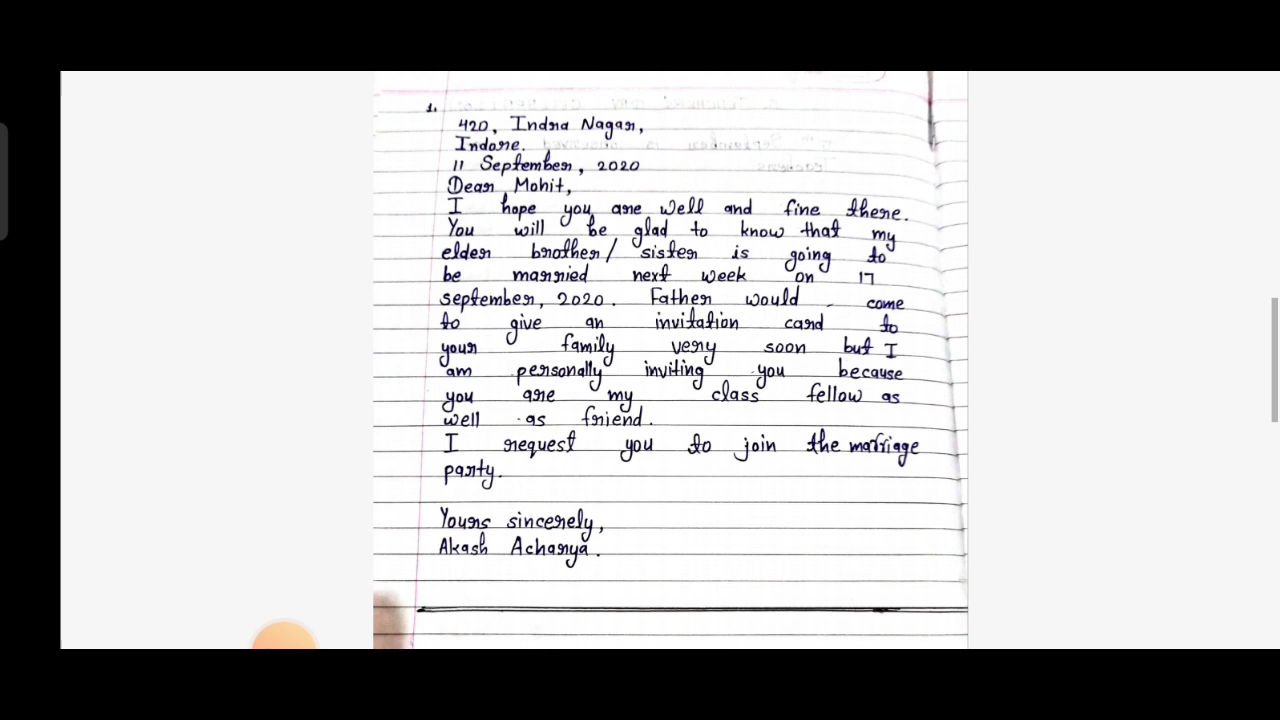 1.
420, Indra Nagar,
Indore.
11 September, 2020
Dear Mohit,
I hope you are well and fine there.
You will be glad to know that my
elder brother/ sister is going to
be married next week on 17
september, 2020. Father would come
to give an invitation card to
your family very soon but I
am personally inviting you because
you are my class fellow as
well as friend.
I request you to join the marriage
party.
Yours sincerely,
Akash Acharya.